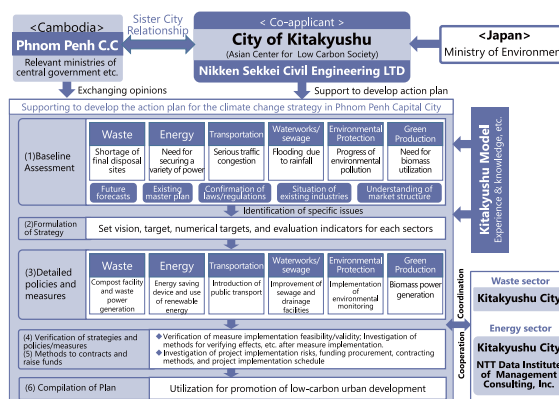 <Cambodia>
Phnom Penh C.C
Relevant ministries of
central government etc.
Sister City
Relationship
< Co-applicant >
City of Kitakyushu
(Asian Center for Low Carbon Society)
Nikken Sekkei Civil Engineering LTD
<Japan>
Ministry of Environment
Exchanging opinions
Support to develop action plan
Supporting to develop the action plan for the climate change strategy in Phnom Penh Capital City
(1)Baseline
Assessment
Waste
Shortage of
final disposal
sites
Energy
Need for
securing a
variety of power
Transportation
Serious traffic
congestion
Waterworks/
sewage
Flooding due
to rainfall
Environmental
Protection
Progress of
environmental
pollution
Green
Production
Need for
biomass
utilization
Future
forecasts
Existing
master plan
Confirmation of
laws/regulations
Situation of
existing industries
Understanding of
market structure
Identification of specific issues
(2)Formulation
of Strategy
Set vision, target, numerical targets, and evaluation indicators for each sectors
(3)Detailed
policies and
measures
Waste
Compost facility
and waste
power
generation
Energy
Energy saving
device and use
of renewable
energy
Transportation
Introduction of
public transport
Waterworks/
sewage
Improvement of
sewage and
drainage
facilities
Environmental
Protection
Implementation
of
environmental
monitoring
Green
Production
Biomass power
generation
(4) Verification of strategies and
policies/measures
(5) Methods to contracts and
raise funds
◆Verification of measure implementation feasibility/validity; Investigation of
methods for verifying effects, etc. after measure implementation.
◆Investigation of project implementation risks, funding procurement, contracting
methods, and project implementation schedule
(6) Compilation of Plan
Utilization for promotion of low-carbon urban development
Kitakyushu Model
Experience & knowledge, etc.
Cooperation
Coordination
Waste sector
Kitakyushu City
Energy sector
Kitakyushu City
NTT Data Institute
of Management
Consulting, Inc.